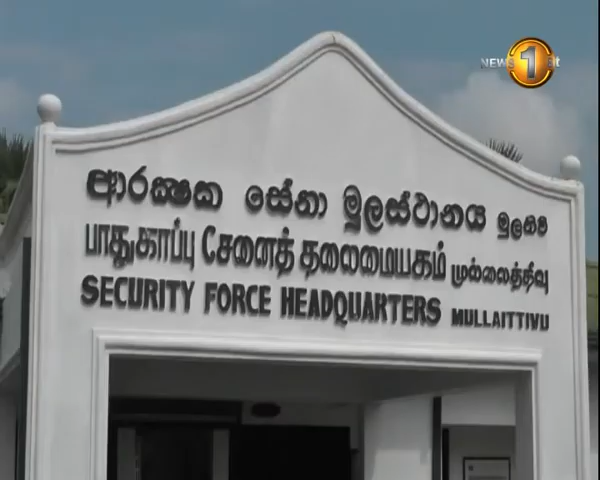 NEWS 1st
ආරක්‍ෂක සේනා මූලස්ථානය මුලතිව්
பாதுகாப்பு சேனைத் தலைமையகம் முல்லைத்தீவு
SECURITY FORCE HEADQUARTERS MULLAITTIVU